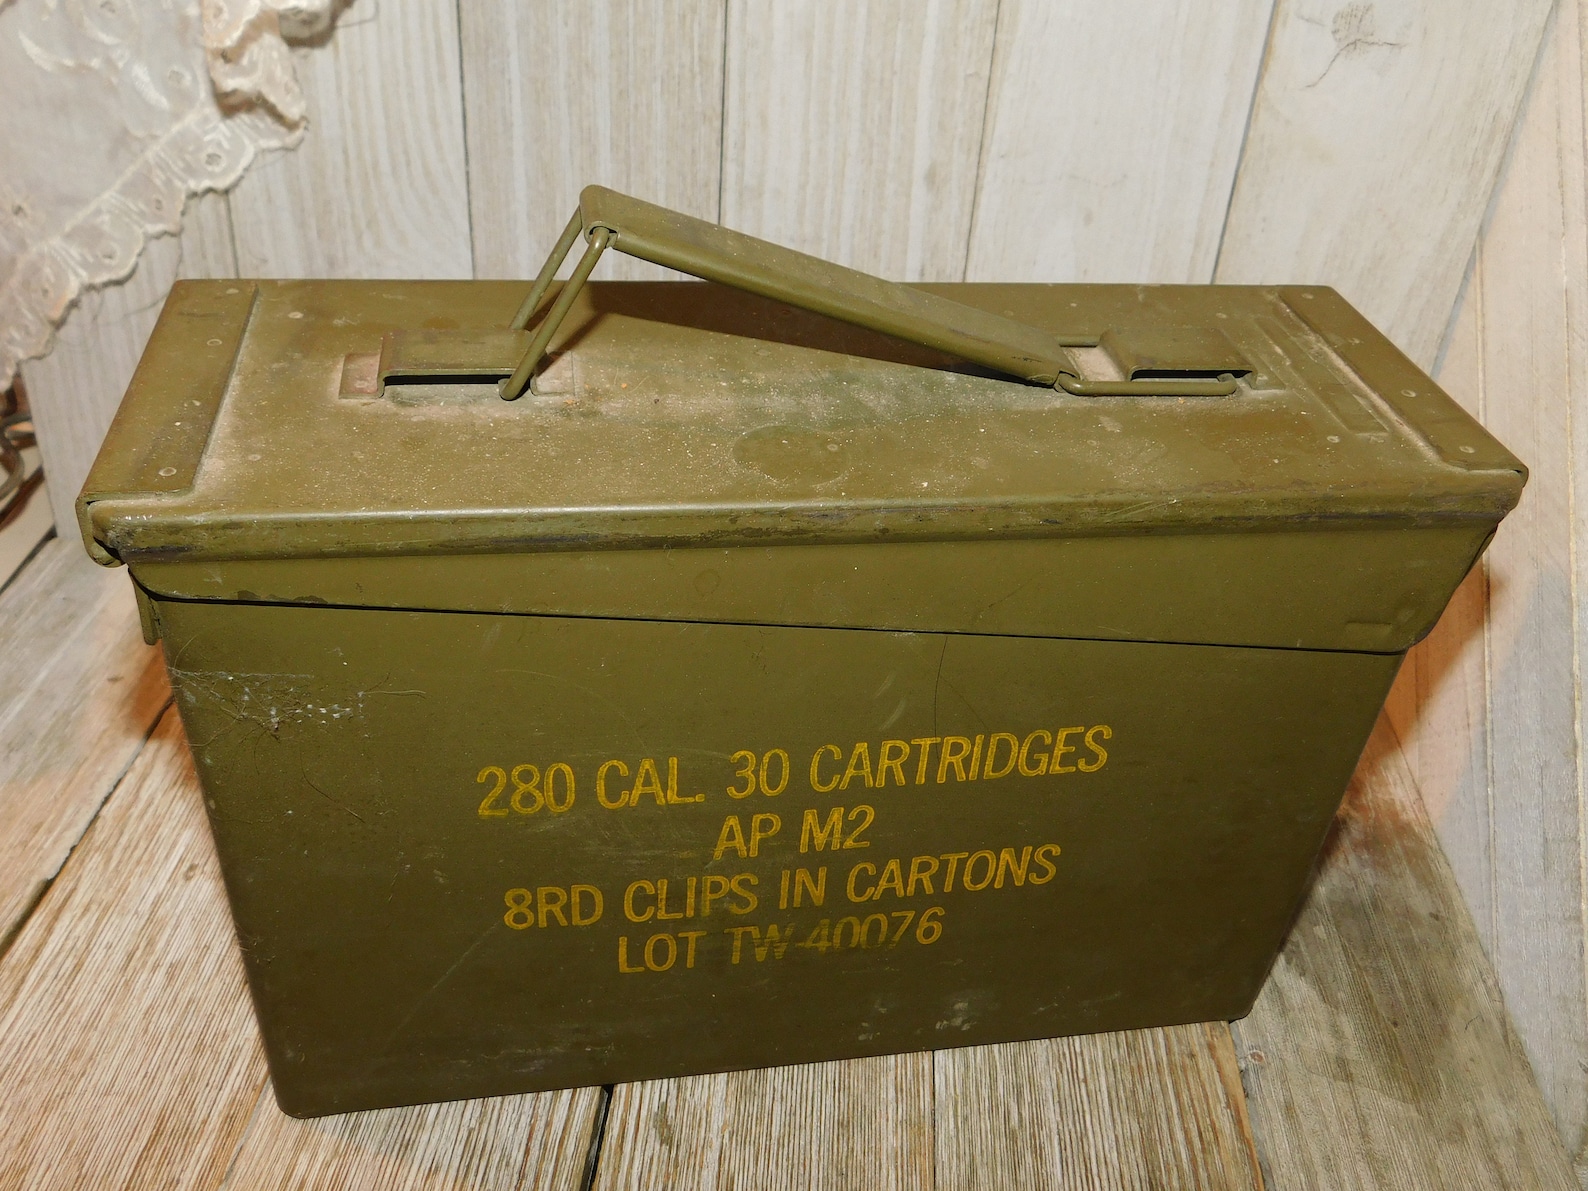 280 CAL. 30 CARTRIDGES
AP M2
8RD CLIPS IN CARTONS
LOT TW-40076